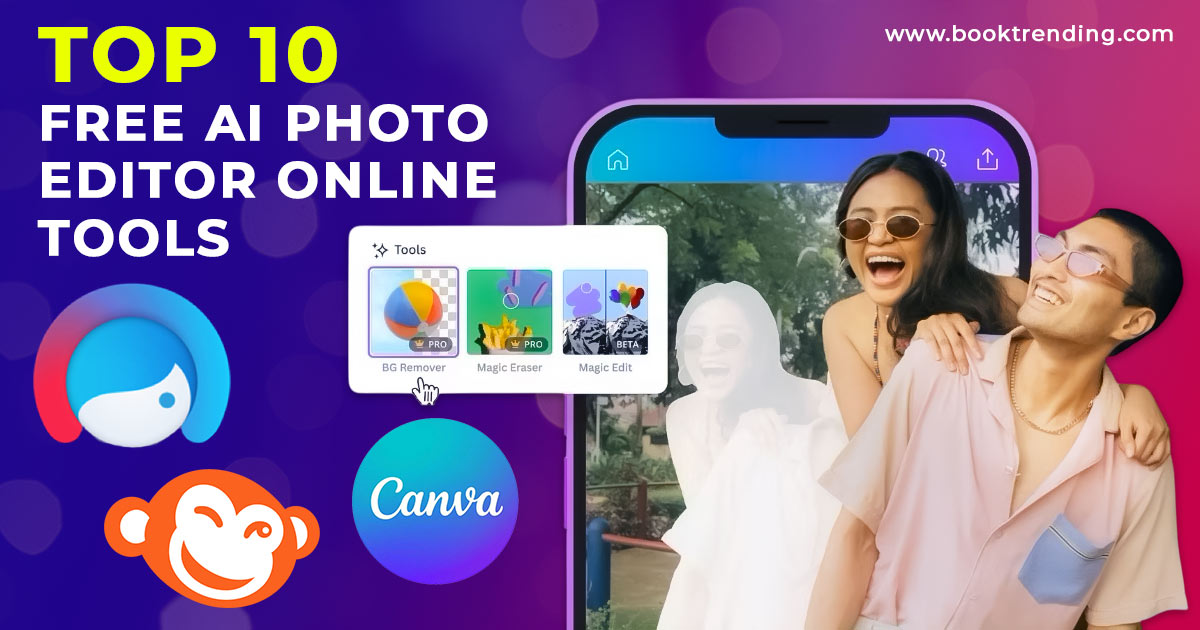 www.booktrending.com
TOP 10
FREE AI PHOTO
EDITOR ONLINE
TOOLS
Tools
PRO
PRO
BETA
BG Remover
Magic Eraser
Magic Edit
Canva